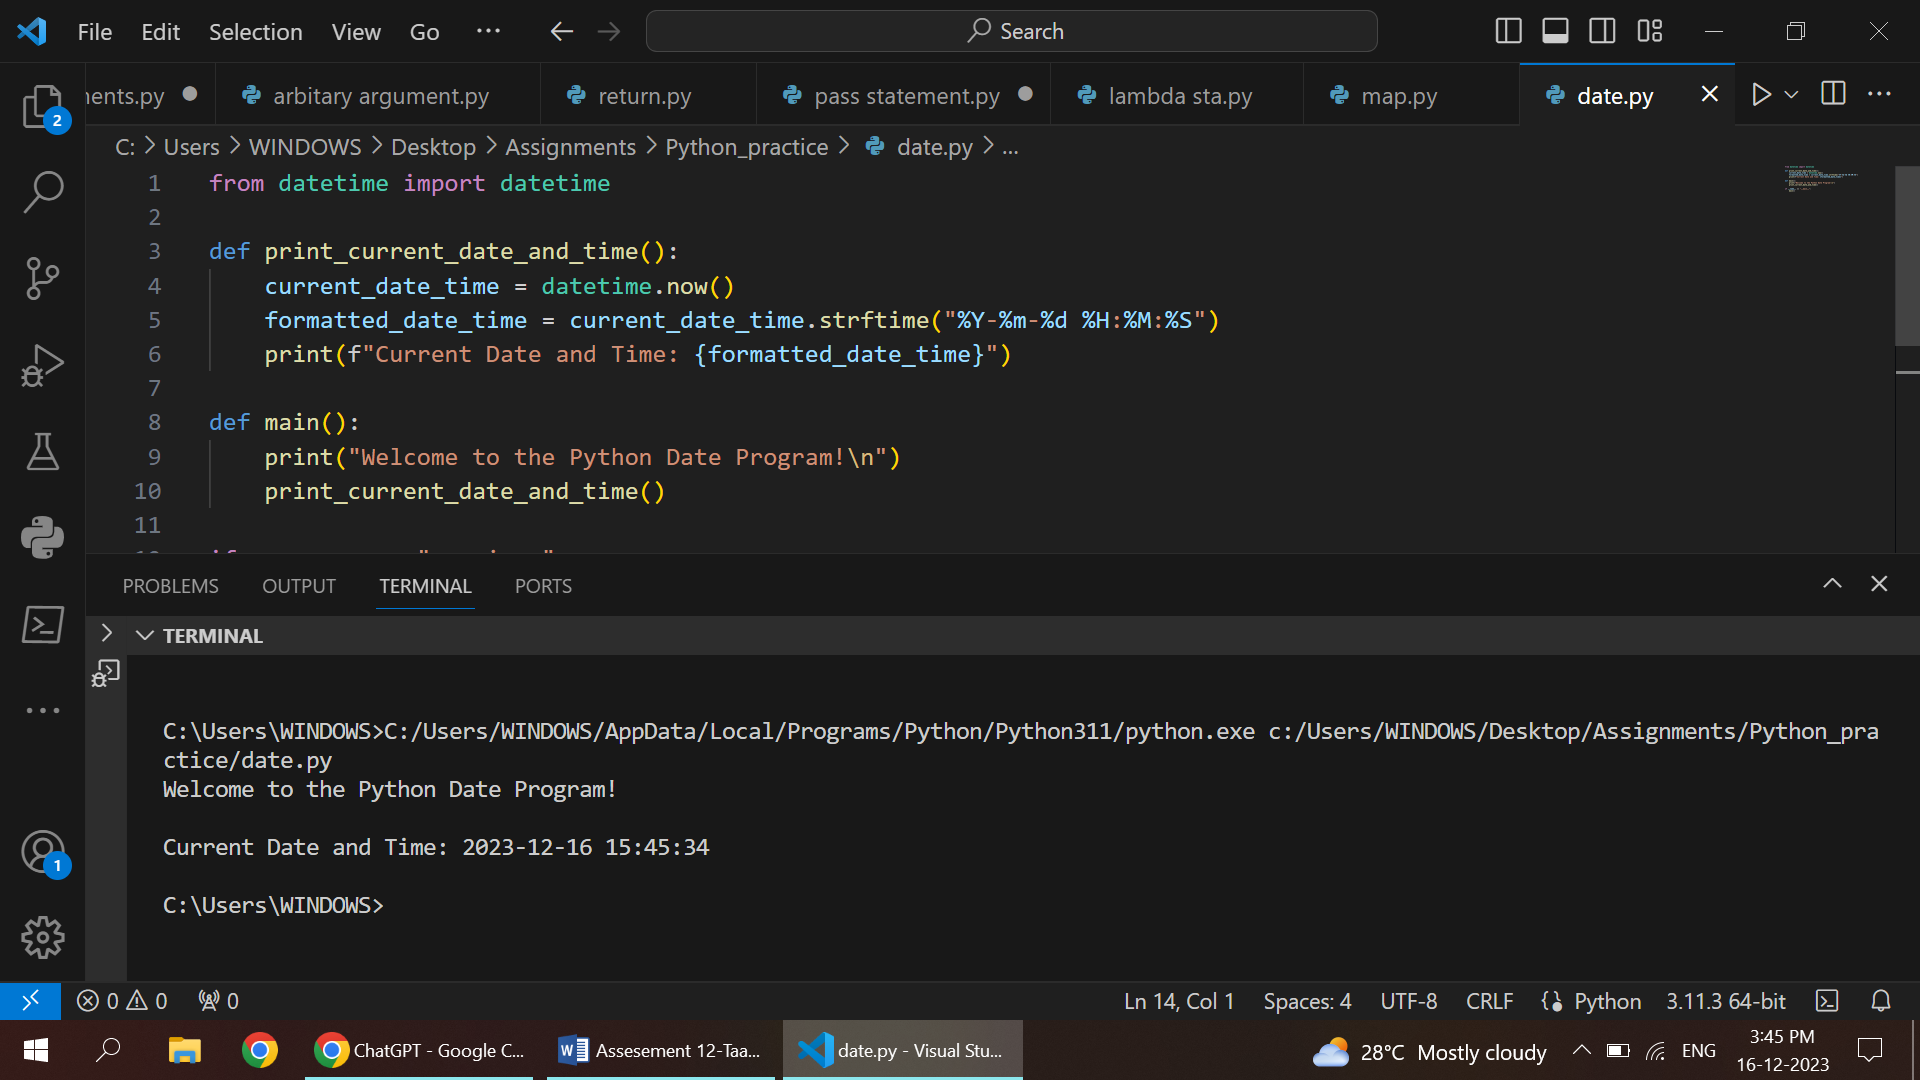 File Edit Selection View Go ... Search
nents.py arbitary argument.py return.py pass statement.py lambda sta.py map.py date.py
2
C: > Users > WINDOWS > Desktop > Assignments > Python_practice > date.py > ...
1 from datetime import datetime
2
3 def print_current_date_and_time():
4 current_date_time = datetime.now()
5 formatted_date_time = current_date_time.strftime("%Y-%m-%d %H:%M:%S")
6 print(f"Current Date and Time: {formatted_date_time}")
7
8 def main():
9 print("Welcome to the Python Date Program!\n")
10 print_current_date_and_time()
11
PROBLEMS OUTPUT TERMINAL PORTS
TERMINAL
C:\Users\WINDOWS>C:/Users/WINDOWS/AppData/Local/Programs/Python/Python311/python.exe c:/Users/WINDOWS/Desktop/Assignments/Python_pra
ctice/date.py
Welcome to the Python Date Program!
Current Date and Time: 2023-12-16 15:45:34
1
C:\Users\WINDOWS>
0 0 0 Ln 14, Col 1 Spaces: 4 UTF-8 CRLF Python 3.11.3 64-bit
ChatGPT - Google C... Assesement 12-Taa... date.py - Visual Stu... 28°C Mostly cloudy ENG 3:45 PM
16-12-2023